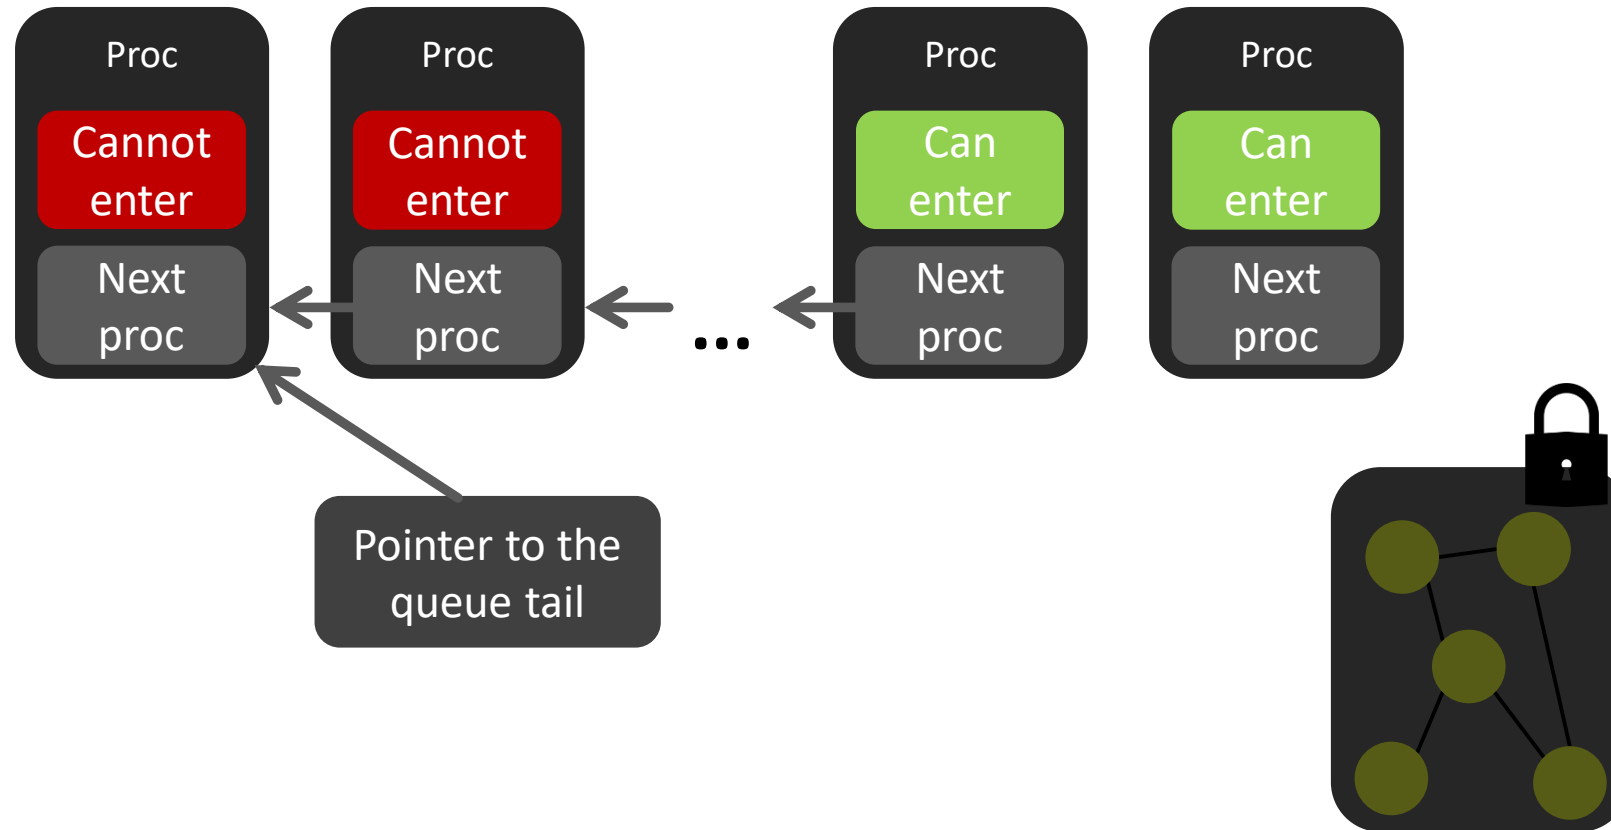 Proc
Cannot
enter
Next
proc
Proc
Cannot
enter
Next
proc
...
Proc
Can
enter
Next
proc
Proc
Can
enter
Next
proc
Pointer to the
queue tail